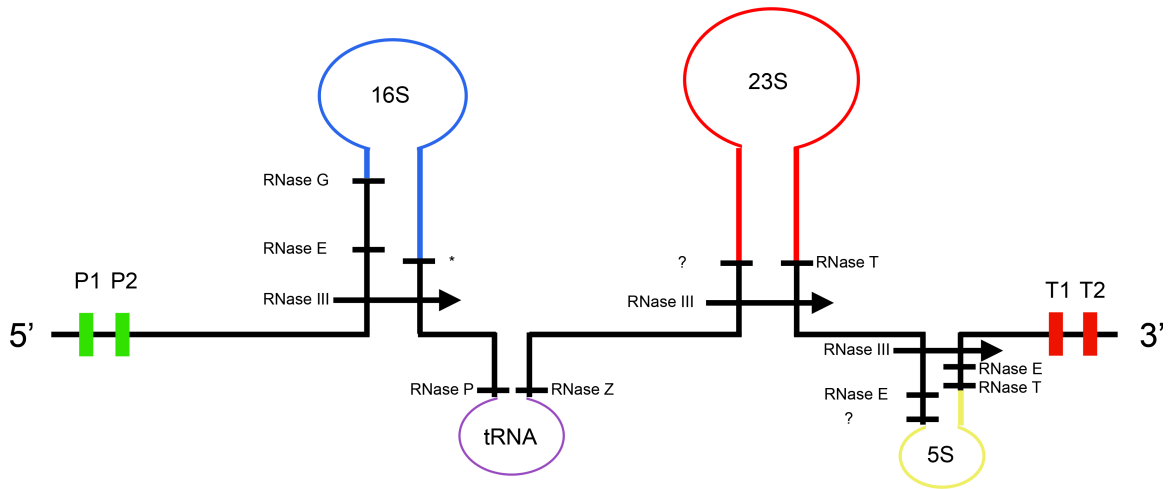 16S
23S
RNase G
RNase E
*
?
RNase T
P1 P2
RNase III
RNase III
T1 T2
5’
3’
RNase III
RNase E
RNase P
RNase Z
RNase T
RNase E
?
tRNA
5S